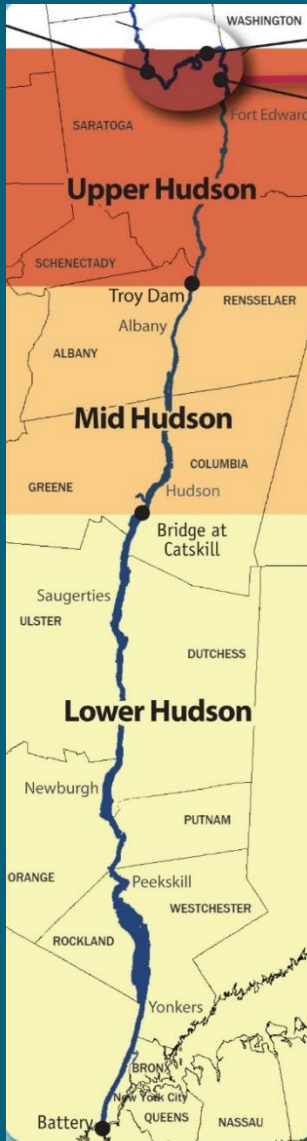 WASHINGTON
Fort Edward
SARATOGA
Upper Hudson
SCHENECTADY
Troy Dam
RENSSELAER
Albany
ALBANY
Mid Hudson
COLUMBIA
GREENE
Hudson
Bridge at
Catskill
Saugerties
ULSTER
DUTCHESS
Lower Hudson
Newburgh
PUTNAM
ORANGE
Peekskill
WESTCHESTER
ROCKLAND
Yonkers
BRONX
New York City
Battery
QUEENS
NASSAU